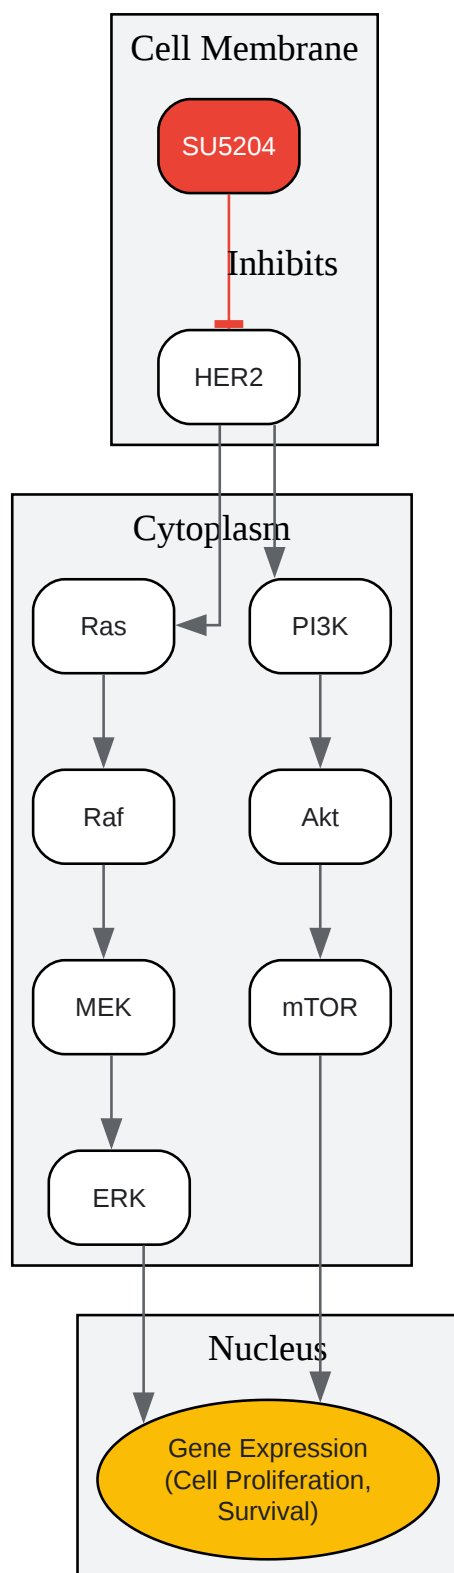 Cell Membrane
SU5204
Inhibits
HER2
Cytoplasm
Ras
PI3K
Raf
Akt
MEK
mTOR
ERK
Nucleus
Gene Expression
(Cell Proliferation,
Survival)